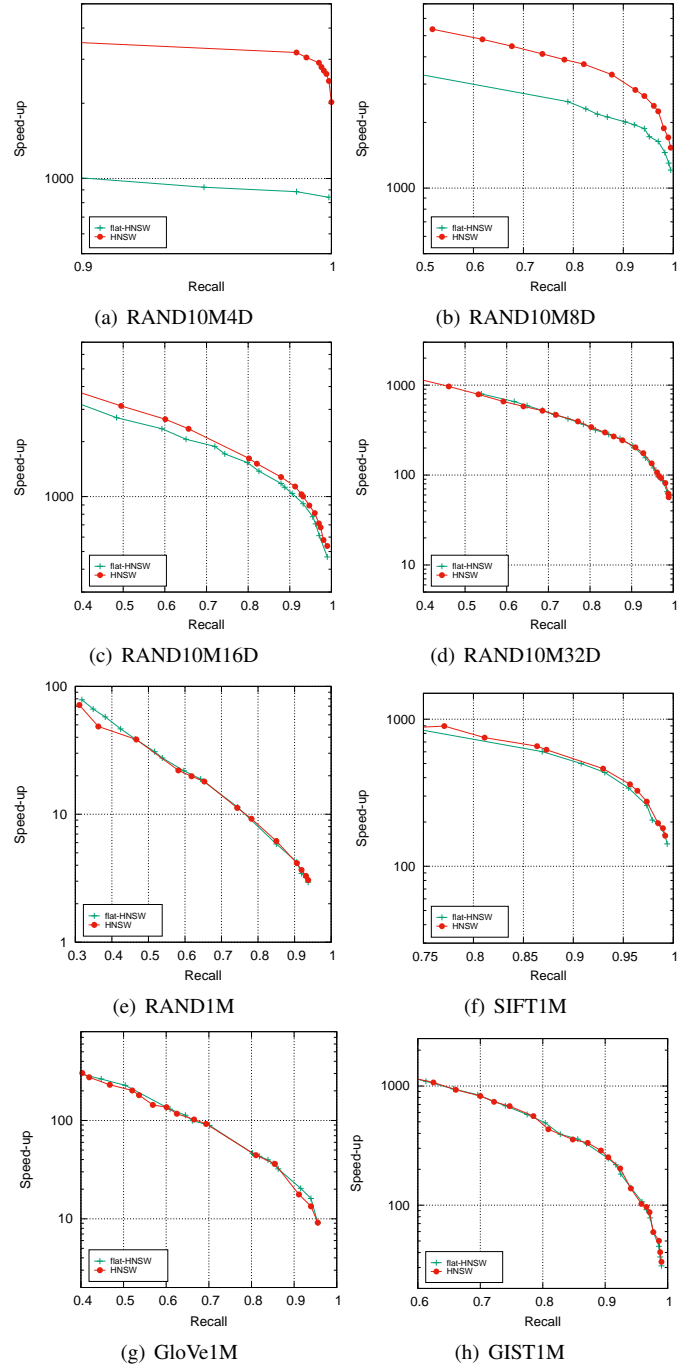 Speed-up
1000
flat-HNSW
HNSW
0.9
1
Recall
(a) RAND10M4D
Speed-up
1000
flat-HNSW
HNSW
0.5
0.6
0.7
0.8
0.9
1
Recall
(b) RAND10M8D
Speed-up
1000
flat-HNSW
HNSW
0.4
0.5
0.6
0.7
0.8
0.9
1
Recall
(c) RAND10M16D
Speed-up
1000
100
10
flat-HNSW
HNSW
0.4
0.5
0.6
0.7
0.8
0.9
1
Recall
(d) RAND10M32D
Speed-up
100
10
1
flat-HNSW
HNSW
0.3
0.4
0.5
0.6
0.7
0.8
0.9
1
Recall
(e) RAND1M
Speed-up
1000
100
flat-HNSW
HNSW
0.75
0.8
0.85
0.9
0.95
1
Recall
(f) SIFT1M
Speed-up
100
10
flat-HNSW
HNSW
0.4
0.5
0.6
0.7
0.8
0.9
1
Recall
(g) GloVe1M
Speed-up
1000
100
flat-HNSW
HNSW
0.6
0.7
0.8
0.9
1
Recall
(h) GIST1M